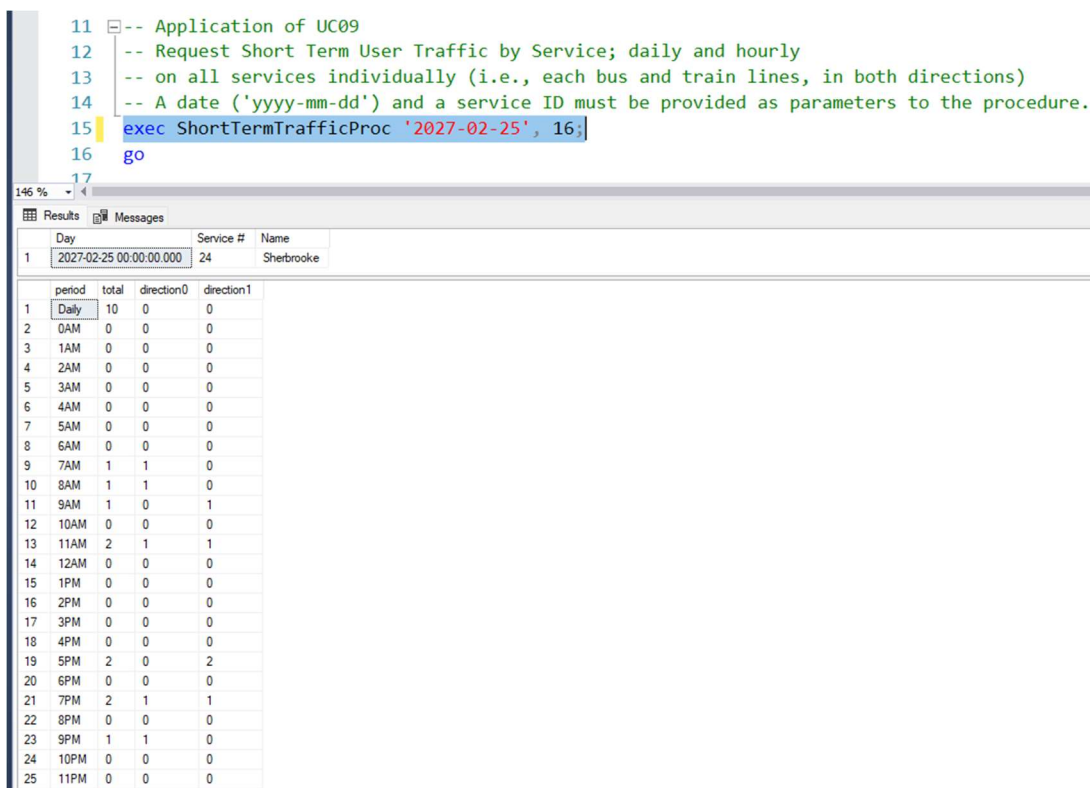 11 -- Application of UC09
12 -- Request Short Term User Traffic by Service; daily and hourly
13 -- on all services individually (i.e., each bus and train lines, in both directions)
14 -- A date ('yyyy-mm-dd') and a service ID must be provided as parameters to the procedure.
15 exec ShortTermTrafficProc '2027-02-25', 16;
16 go
17
146 %
Results Messages
Day Service # Name
1 2027-02-25 00:00:00.000 24 Sherbrooke
period total direction0 direction1
1 Daily 10 0 0
2 0AM 0 0 0
3 1AM 0 0 0
4 2AM 0 0 0
5 3AM 0 0 0
6 4AM 0 0 0
7 5AM 0 0 0
8 6AM 0 0 0
9 7AM 1 1 0
10 8AM 1 1 0
11 9AM 1 0 1
12 10AM 0 0 0
13 11AM 2 1 1
14 12AM 0 0 0
15 1PM 0 0 0
16 2PM 0 0 0
17 3PM 0 0 0
18 4PM 0 0 0
19 5PM 2 0 2
20 6PM 0 0 0
21 7PM 2 1 1
22 8PM 0 0 0
23 9PM 1 1 0
24 10PM 0 0 0
25 11PM 0 0 0